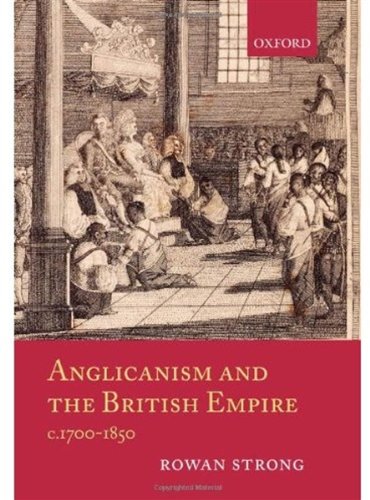 OXFORD
ANGLICANISM AND
THE BRITISH EMPIRE
c.1700-1850
ROWAN STRONG